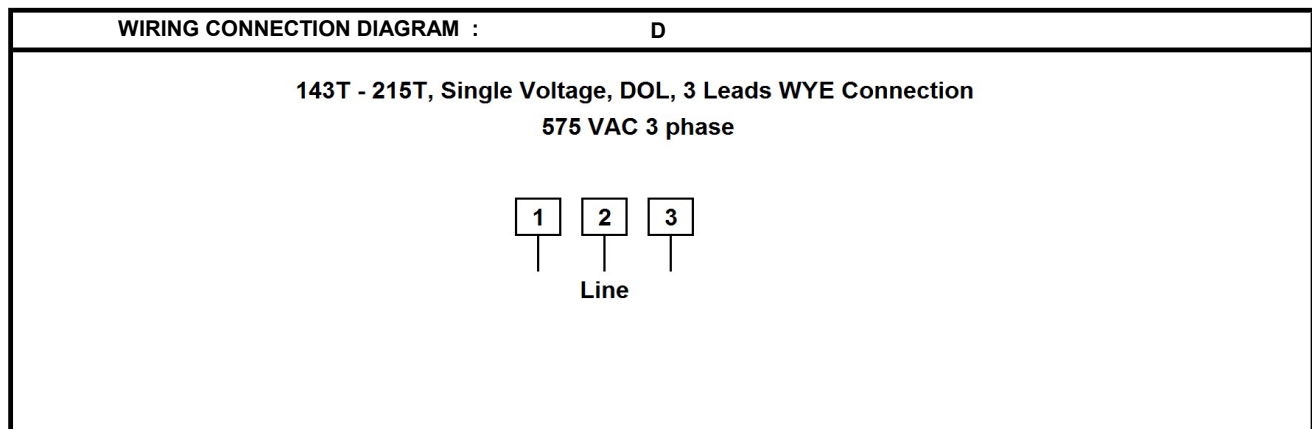 WIRING CONNECTION DIAGRAM : D
143T - 215T, Single Voltage, DOL, 3 Leads WYE Connection
575 VAC 3 phase
1 2 3
Line